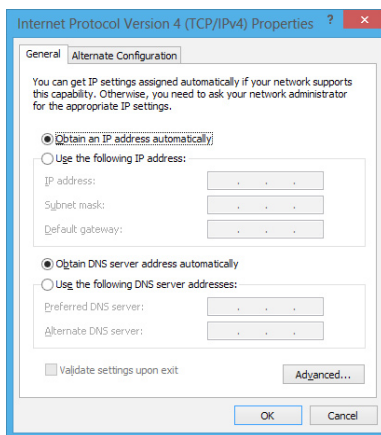 Internet Protocol Version 4 (TCP/IPv4) Properties ? ×
General Alternate Configuration
You can get IP settings assigned automatically if your network supports
this capability. Otherwise, you need to ask your network administrator
for the appropriate IP settings.
Obtain an IP address automatically
Use the following IP address:
IP address: . . .
Subnet mask: . . .
Default gateway: . . .
Obtain DNS server address automatically
Use the following DNS server addresses:
Preferred DNS server: . . .
Alternate DNS server: . . .
Validate settings upon exit
Advanced...
OK Cancel